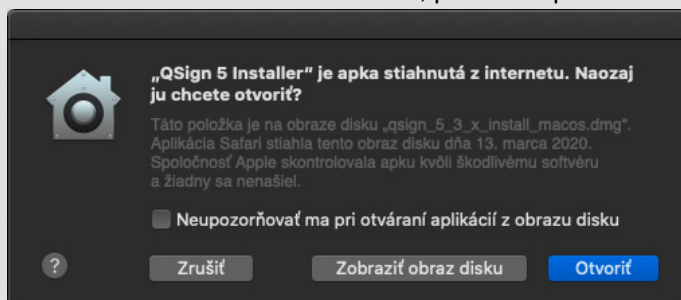 „QSign 5 Installer“ je apka stiahnutá z internetu. Naozaj
ju chcete otvoriť?
Táto položka je na obraze disku „qsign_5_3_x_install_macos.dmg“.
Aplikácia Safari stiahla tento obraz disku dňa 13. marca 2020.
Spoločnosť Apple skontrolovala apku kvôli škodlivému softvéru
a žiadny sa nenašiel.
Neupozorňovať ma pri otváraní aplikácií z obrazu disku
?
Zrušiť
Zobraziť obraz disku
Otvoriť